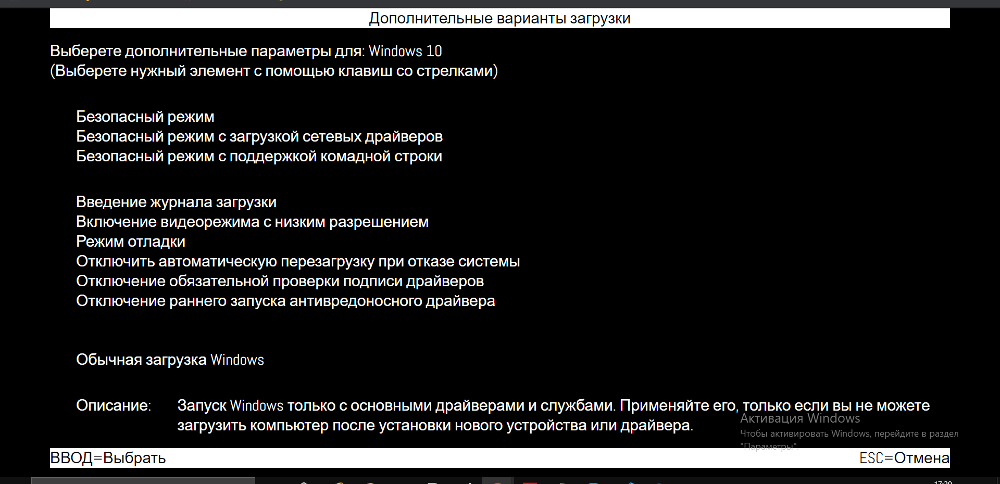 Дополнительные варианты загрузки
Выберете дополнительные параметры для: Windows 10
(Выберете нужный элемент с помощью клавиш со стрелками)
Безопасный режим
Безопасный режим с загрузкой сетевых драйверов
Безопасный режим с поддержкой комадной строки
Введение журнала загрузки
Включение видеорежима с низким разрешением
Режим отладки
Отключить автоматическую перезагрузку при отказе системы
Отключение обязательной проверки подписи драйверов
Отключение раннего запуска антивредоносного драйвера
Обычная загрузка Windows
Описание: Запуск Windows только с основными драйверами и службами. Применяйте его, только если вы не можете
загрузить компьютер после установки нового устройства или драйвера.
Активация Windows
Чтобы активировать Windows, перейдите в раздел
"Параметры".
ВВОД=Выбрать ESC=Отмена